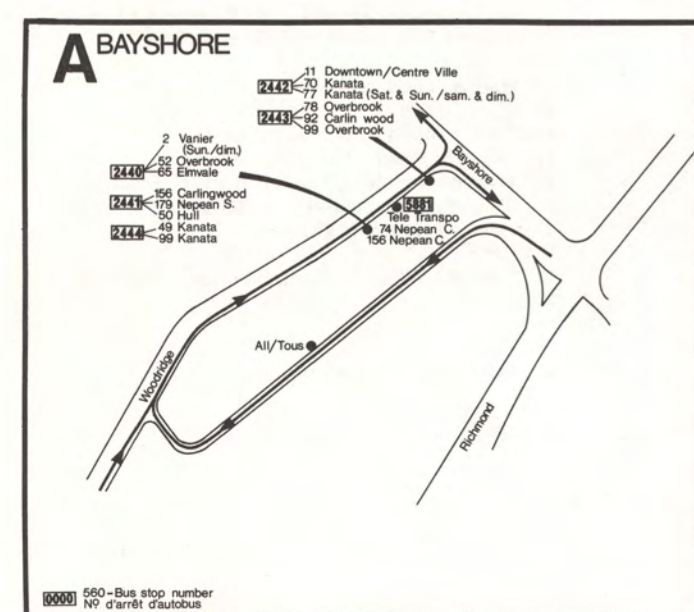 A BAYSHORE
11 Downtown/Centre Ville
2442 70 Kanata
77 Kanata (Sat. & Sun. /sam. & dim.)
78 Overbrook
2443 92 Carlin wood
99 Overbrook
2 Vanier
(Sun./dim.)
2440 52 Overbrook
65 Elmvale
156 Carlingwood
2441 179 Nepean S.
50 Hull
2444 49 Kanata
99 Kanata
Bayshore
5881
Tele Transpo
74 Nepean C.
156 Nepean C.
All/Tous
Woodridge
Richmond
0000 560-Bus stop number
Nº d'arrêt d'autobus